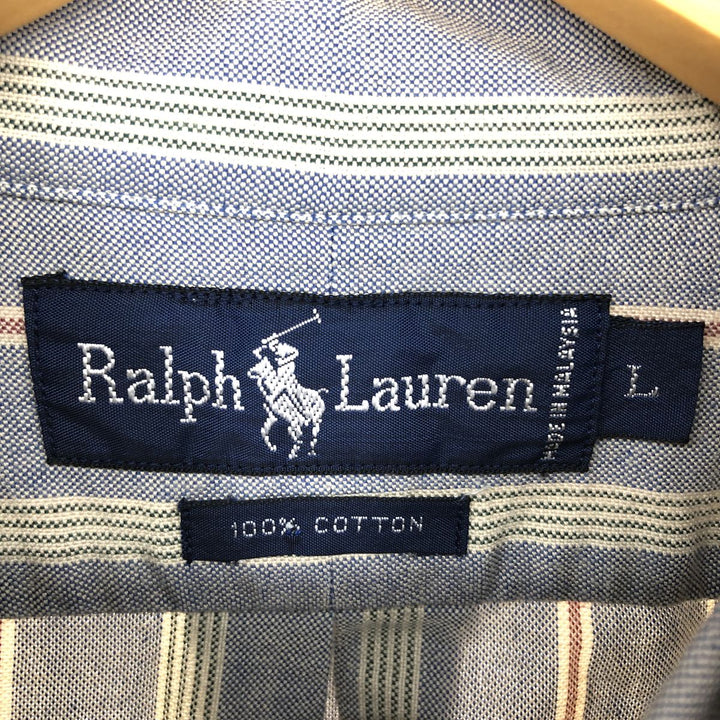 Ralph Lauren
MADE IN MALAYSIA
L
100% COTTON